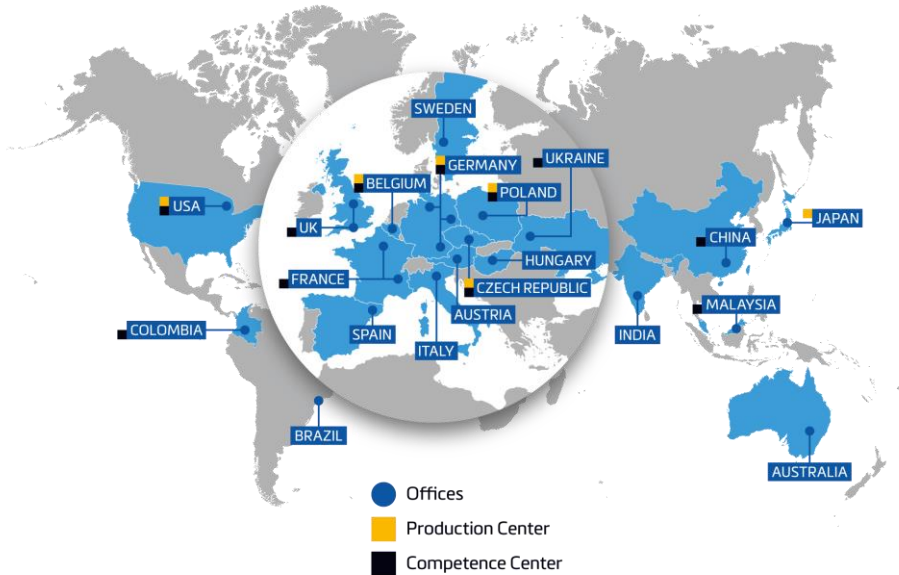 SWEDEN
GERMANY
UKRAINE
BELGIUM
POLAND
USA
JAPAN
UK
CHINA
HUNGARY
FRANCE
CZECH REPUBLIC
MALAYSIA
AUSTRIA
COLOMBIA
SPAIN
INDIA
ITALY
BRAZIL
AUSTRALIA
Offices
Production Center
Competence Center